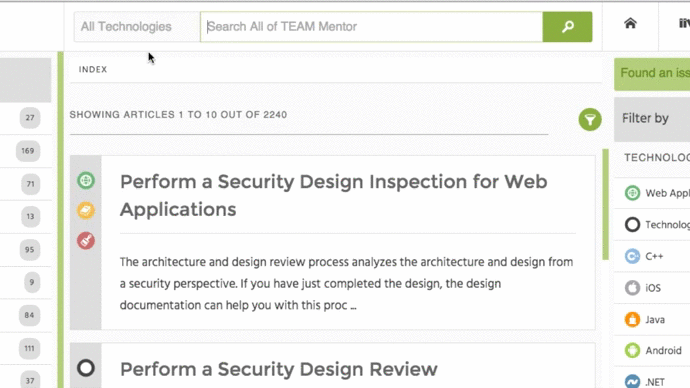 All Technologies
Search All of TEAM Mentor
INDEX
Found an iss
SHOWING ARTICLES 1 TO 10 OUT OF 2240
Filter by
27
169
71
13
95
9
84
111
37
Perform a Security Design Inspection for Web
Applications
The architecture and design review process analyzes the architecture and design from
a security perspective. If you have just completed the design, the design
documentation can help you with this proc ...
Perform a Security Design Review
TECHNOLOG
Web Appl
Technolog
C++
iOS
Java
Android
.NET